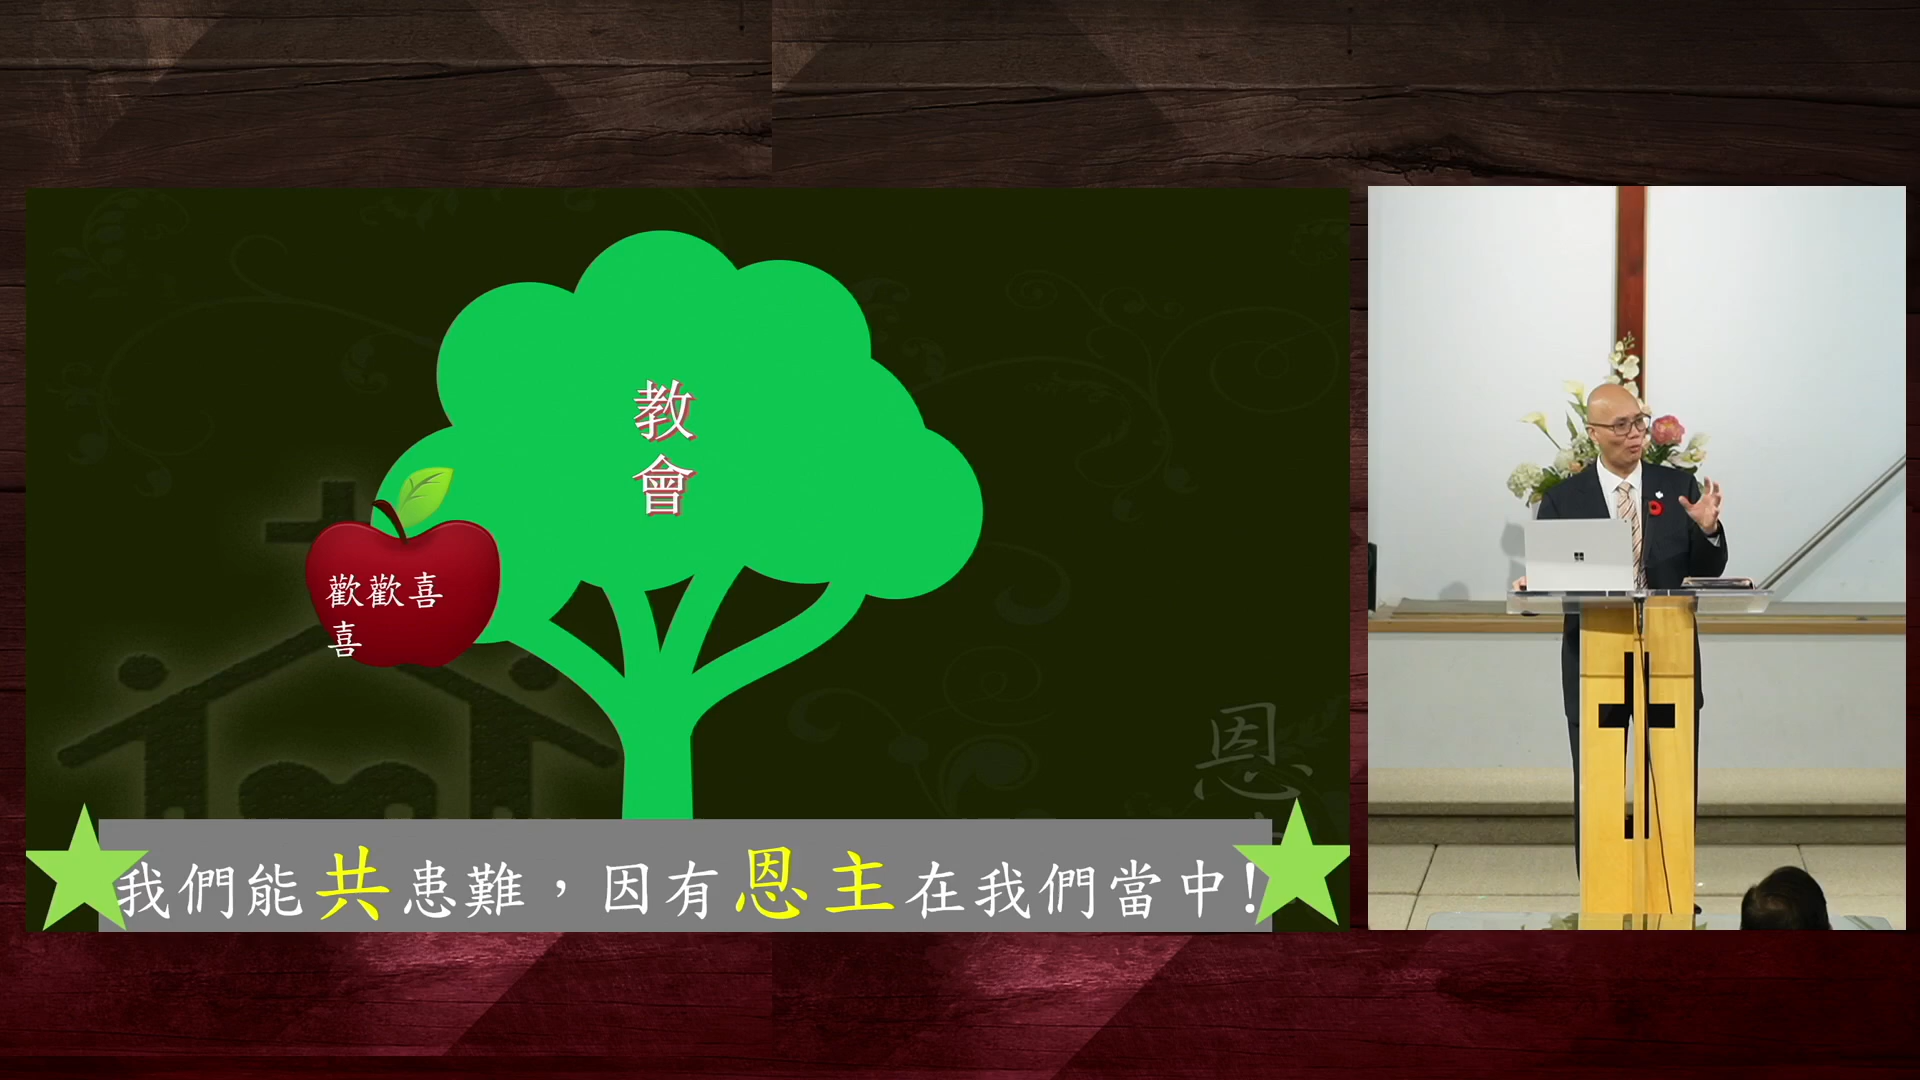 教
會
歡歡喜
喜
恩
我們能共患難，因有恩主在我們當中！